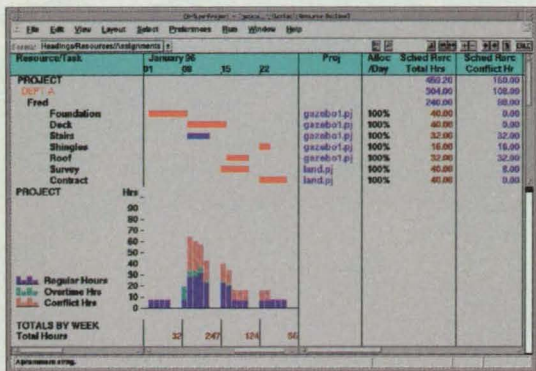 File Edit View Layout Select Preferences Run Window Help
Headings/Resources/Assignments
Resource/Task January 96 Proj Alloc /Day Sched Rsrc Total Hrs Sched Rsrc Conflict Hr
01 08 15 22
PROJECT 160.00
DEPT-A 304.00 108.00
Fred
Foundation gazebo1.pj 100% 40.00 0.00
Deck gazebo1.pj 100% 40.00 0.00
Stairs gazebo1.pj 100% 32.00 32.00
Shingles gazebo1.pj 100% 16.00 16.00
Roof gazebo1.pj 100% 32.00 32.00
Survey land.pj 100% 40.00
Contract land.pj 100% 40.00 0.00
PROJECT Hrs
90
80
70
60
50
40
30
20
10
0
Regular Hours
Overtime Hrs
Conflict Hrs
TOTALS BY WEEK
Total Hours 32 247 124 56